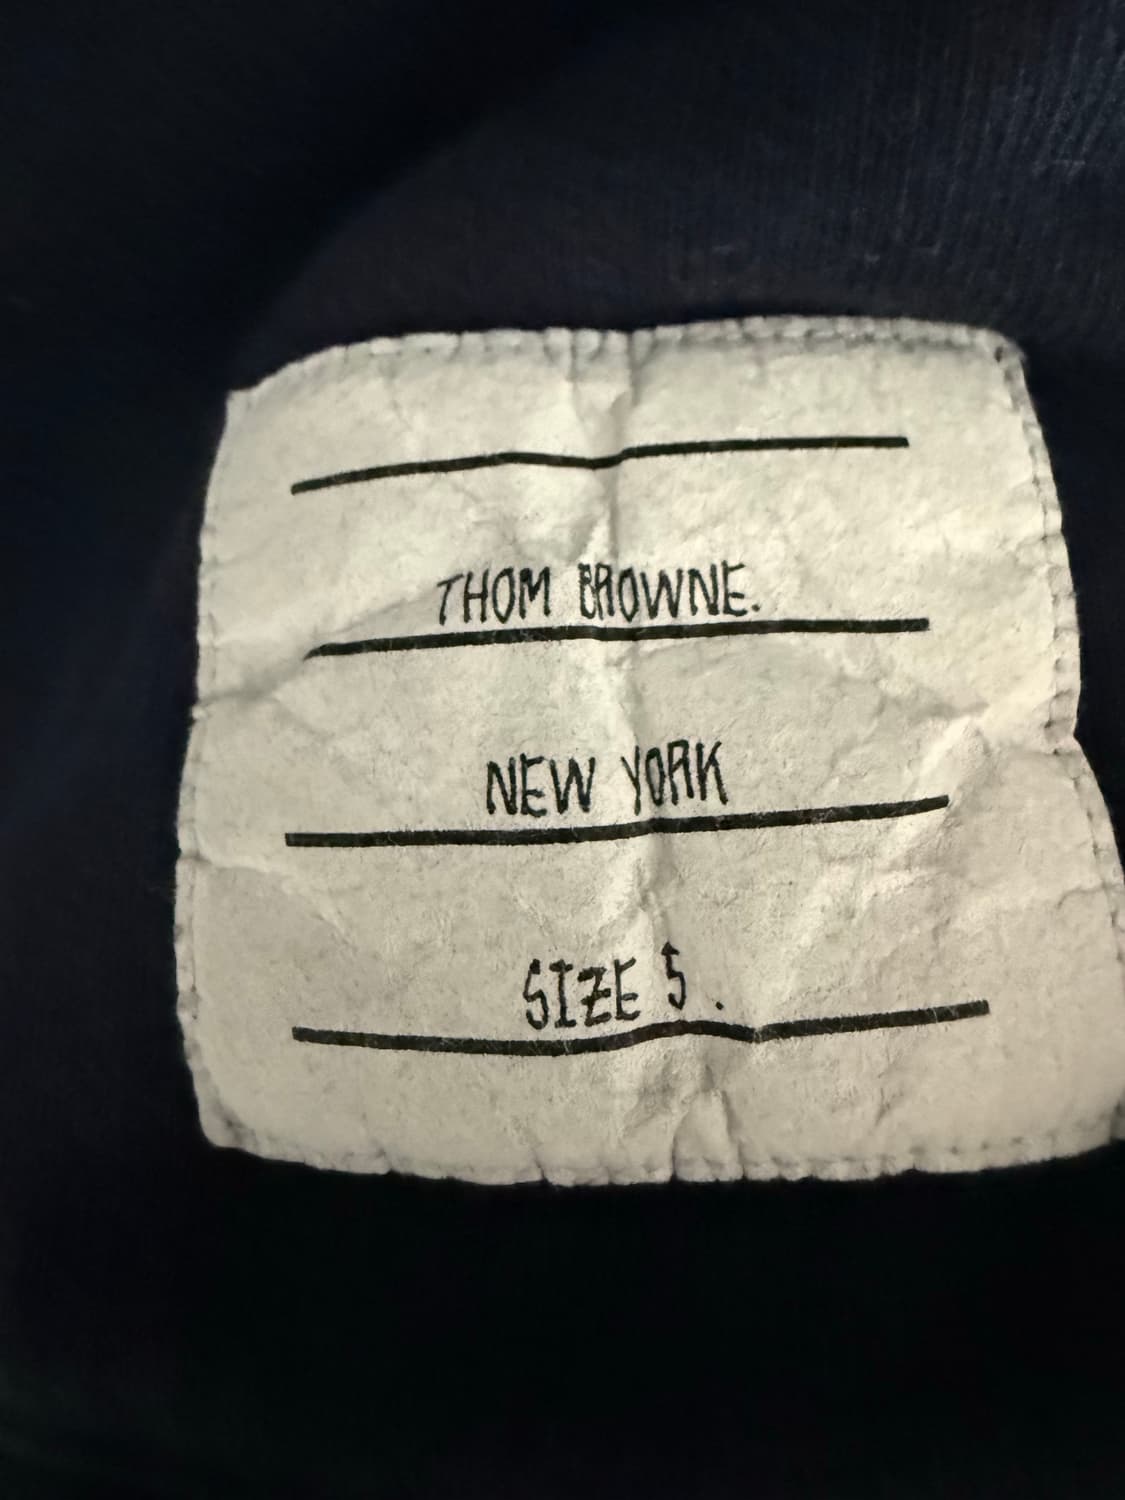 THOM BROWNE.
NEW YORK
SIZE 5 .